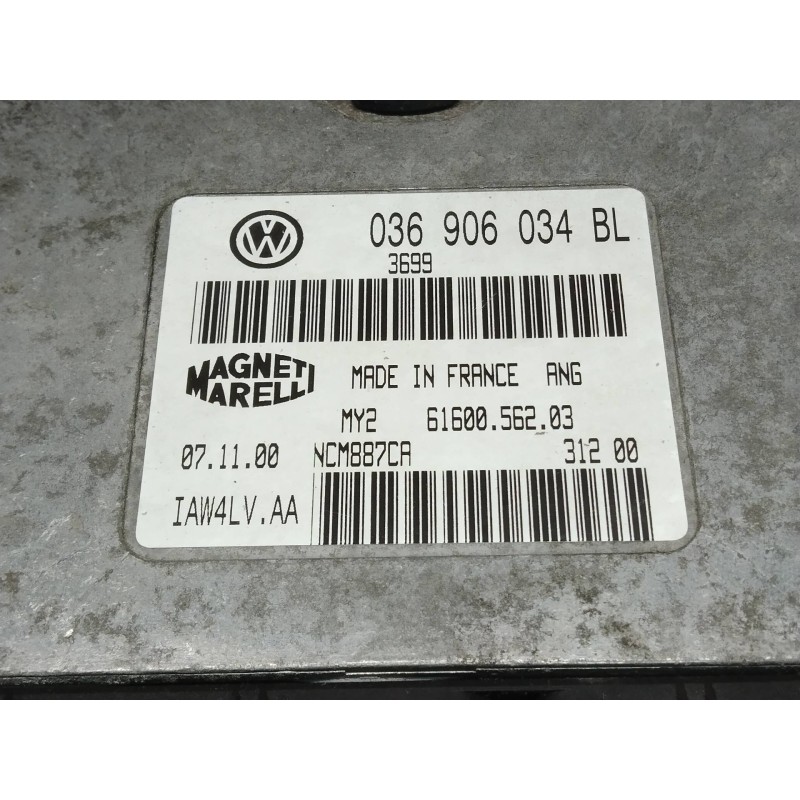 036 906 034 BL
3699
MAGNETI MARELLI
MADE IN FRANCE ANG
MY2 61600.562.03
07.11.00 NCM887CA 312 00
IAW4LV.AA